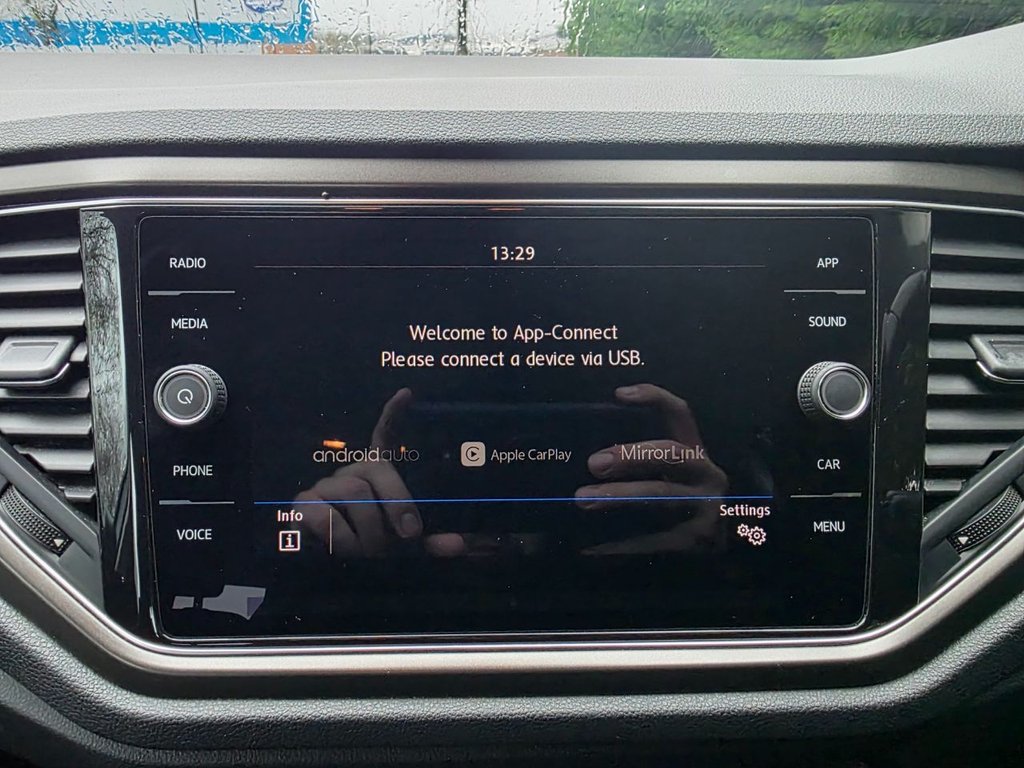 13:29
RADIO
APP
MEDIA
SOUND
Welcome to App-Connect
Please connect a device via USB.
androidauto
Apple CarPlay
MirrorLink
PHONE
CAR
Info
Settings
VOICE
MENU